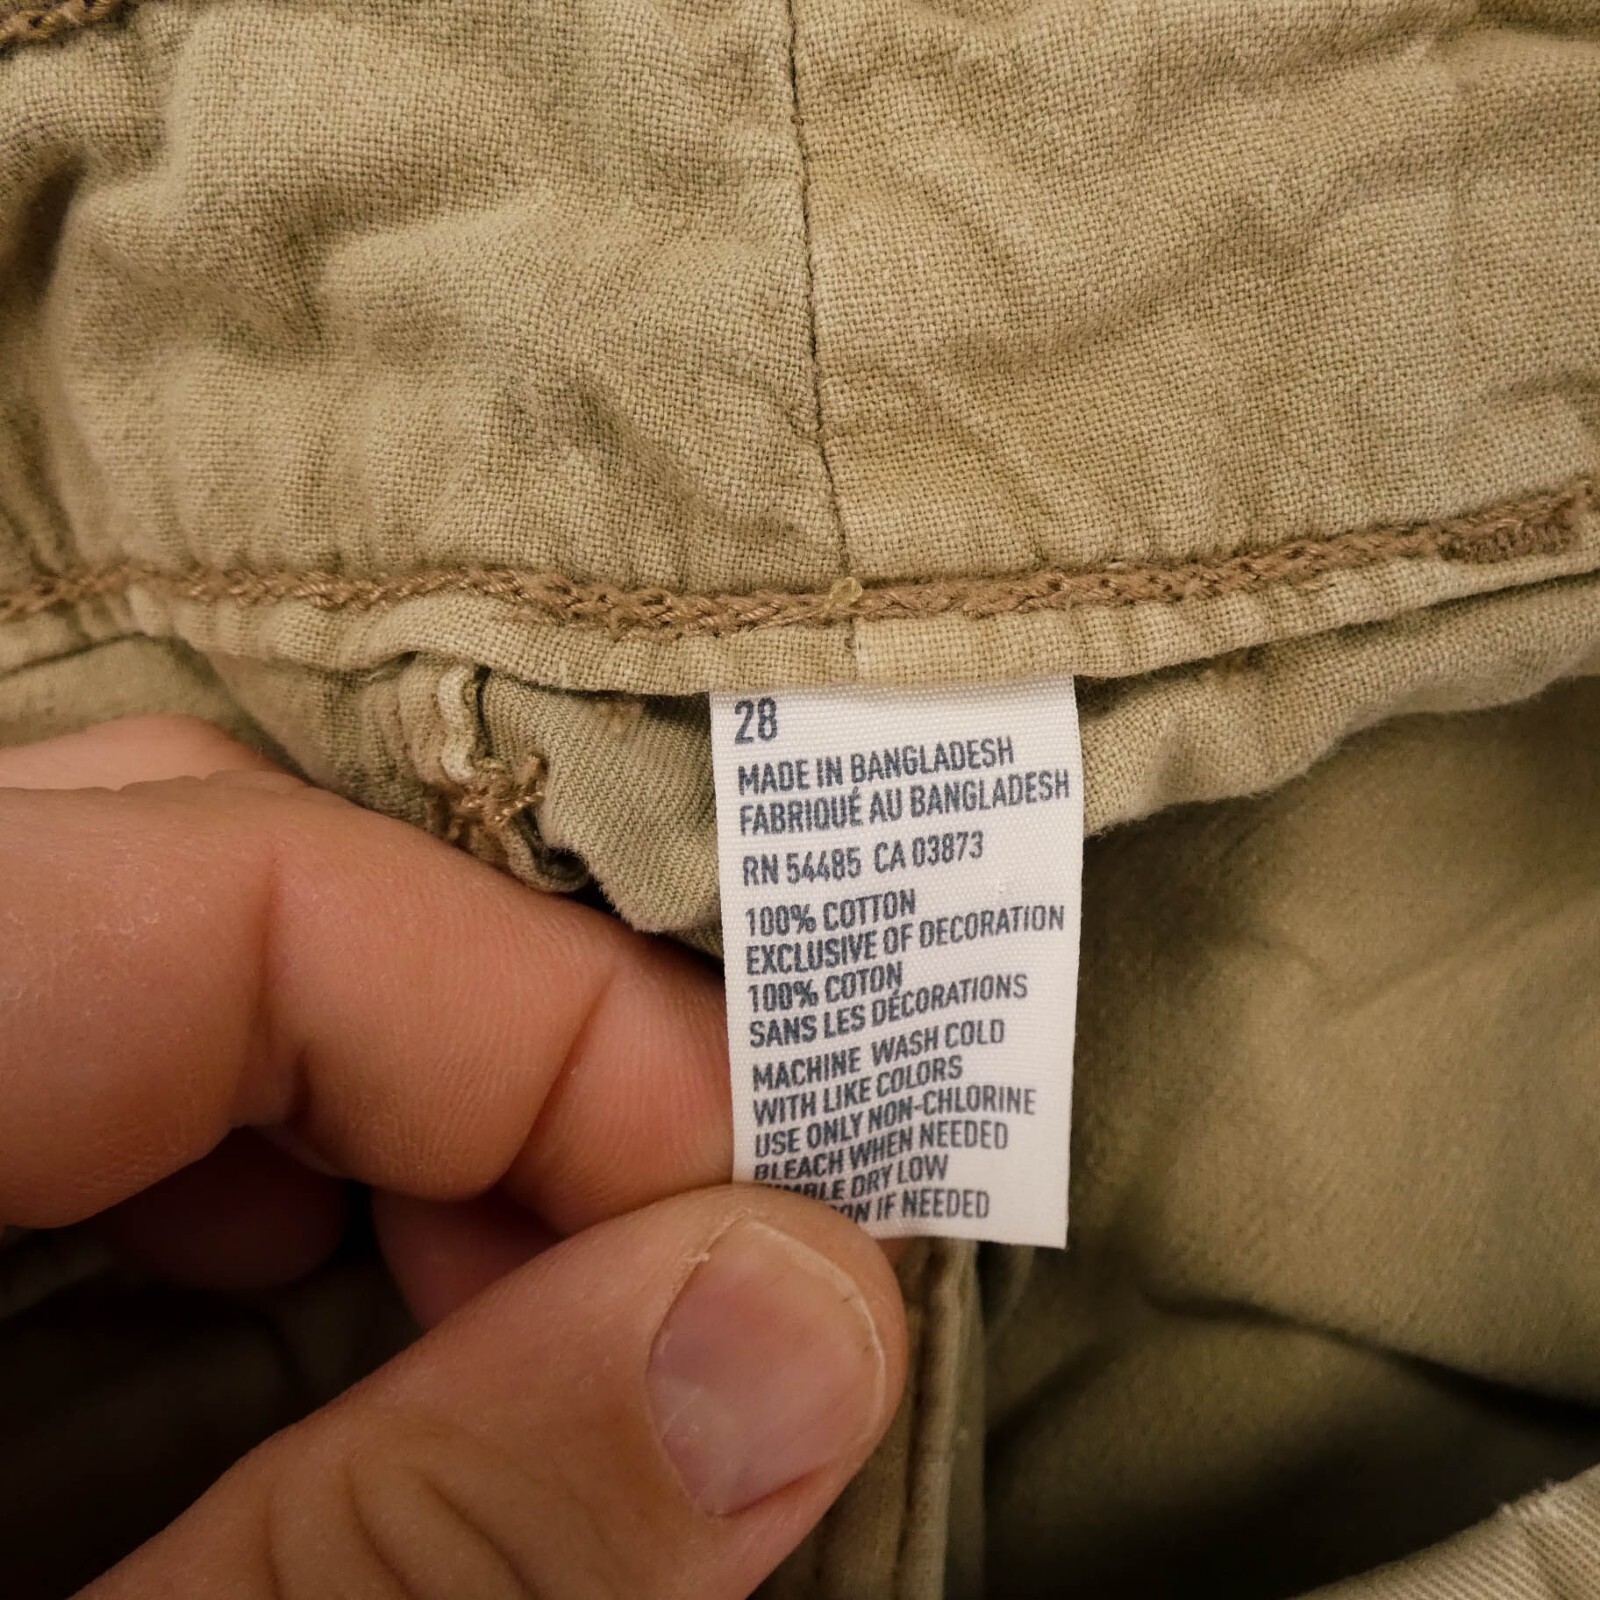 28
MADE IN BANGLADESH
FABRIQUÉ AU BANGLADESH
RN 54485 CA 03873
100% COTTON
EXCLUSIVE OF DECORATION
100% COTON
SANS LES DÉCORATIONS
MACHINE WASH COLD
WITH LIKE COLORS
USE ONLY NON-CHLORINE
BLEACH WHEN NEEDED
DRY LOW
IF NEEDED